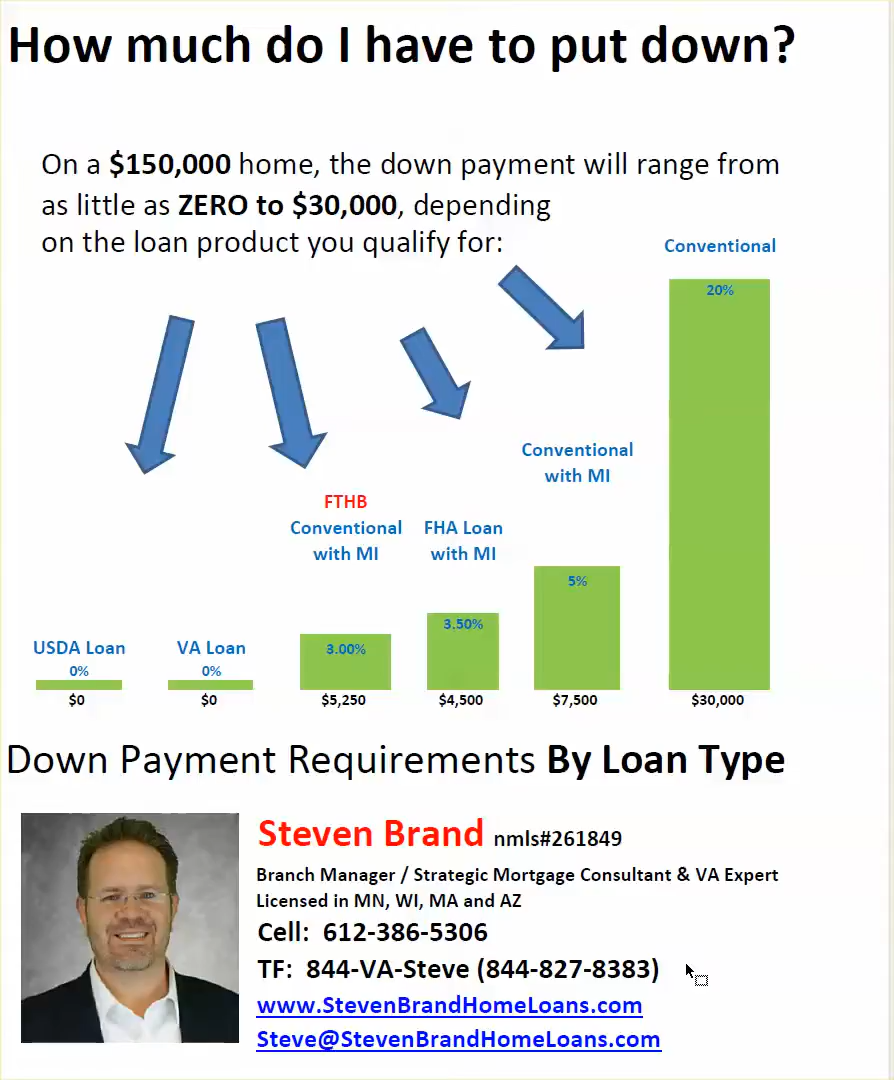 How much do I have to put down?
On a $150,000 home, the down payment will range from
as little as ZERO to $30,000, depending
on the loan product you qualify for:
Conventional
20%
Conventional
with MI
5%
FTHB
Conventional
with MI
3.00%
FHA Loan
with MI
3.50%
USDA Loan
0%
VA Loan
0%
$0
$0
$5,250
$4,500
$7,500
$30,000
Down Payment Requirements By Loan Type
Steven Brand nmls#261849
Branch Manager / Strategic Mortgage Consultant & VA Expert
Licensed in MN, WI, MA and AZ
Cell: 612-386-5306
TF: 844-VA-Steve (844-827-8383)
www.StevenBrandHomeLoans.com
Steve@StevenBrandHomeLoans.com